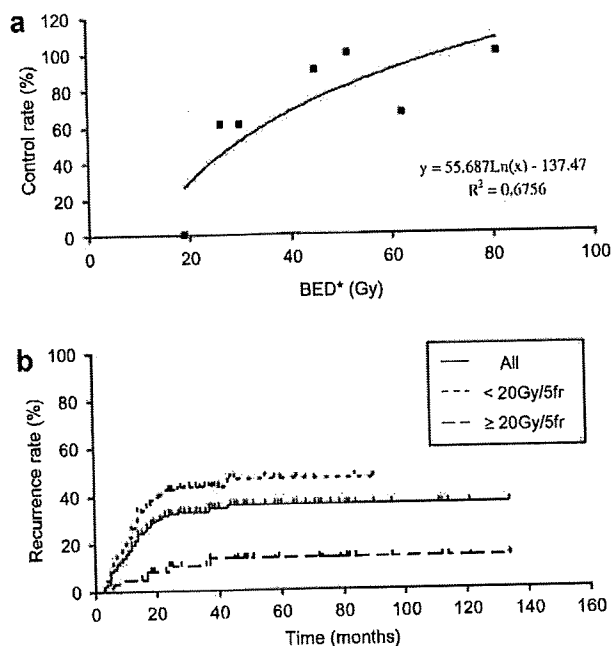 a
120
100
80
60
40
20
0
Control rate (%)
y = 55.687Ln(x) - 137.47
R² = 0.6756
0 20 40 60 80 100
BED* (Gy)
b
100
80
60
40
20
0
Recurrence rate (%)
All
< 20Gy/5fr
≥ 20Gy/5fr
0 20 40 60 80 100 120 140 160
Time (months)